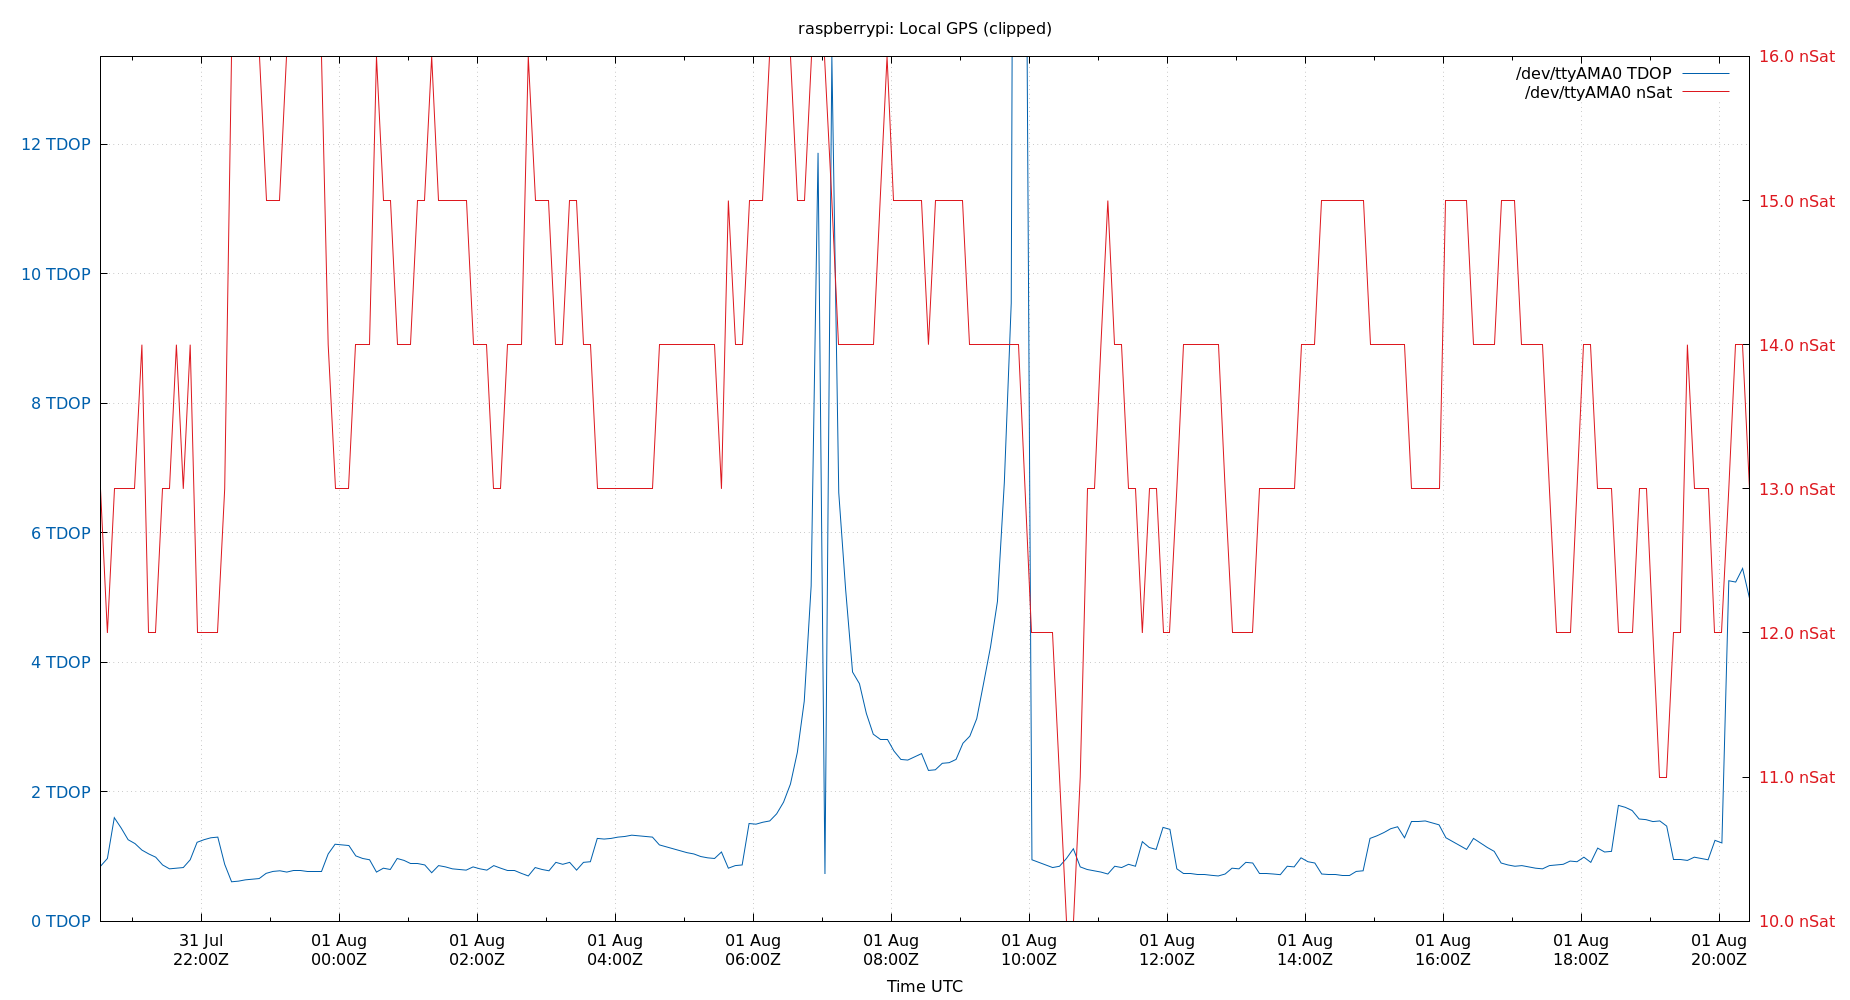 raspberrypi: Local GPS (clipped)
/dev/ttyAMA0 TDOP
/dev/ttyAMA0 nSat
12 TDOP
10 TDOP
8 TDOP
6 TDOP
4 TDOP
2 TDOP
0 TDOP
16.0 nSat
15.0 nSat
14.0 nSat
13.0 nSat
12.0 nSat
11.0 nSat
10.0 nSat
31 Jul
22:00Z
01 Aug
00:00Z
01 Aug
02:00Z
01 Aug
04:00Z
01 Aug
06:00Z
01 Aug
08:00Z
01 Aug
10:00Z
01 Aug
12:00Z
01 Aug
14:00Z
01 Aug
16:00Z
01 Aug
18:00Z
01 Aug
20:00Z
Time UTC